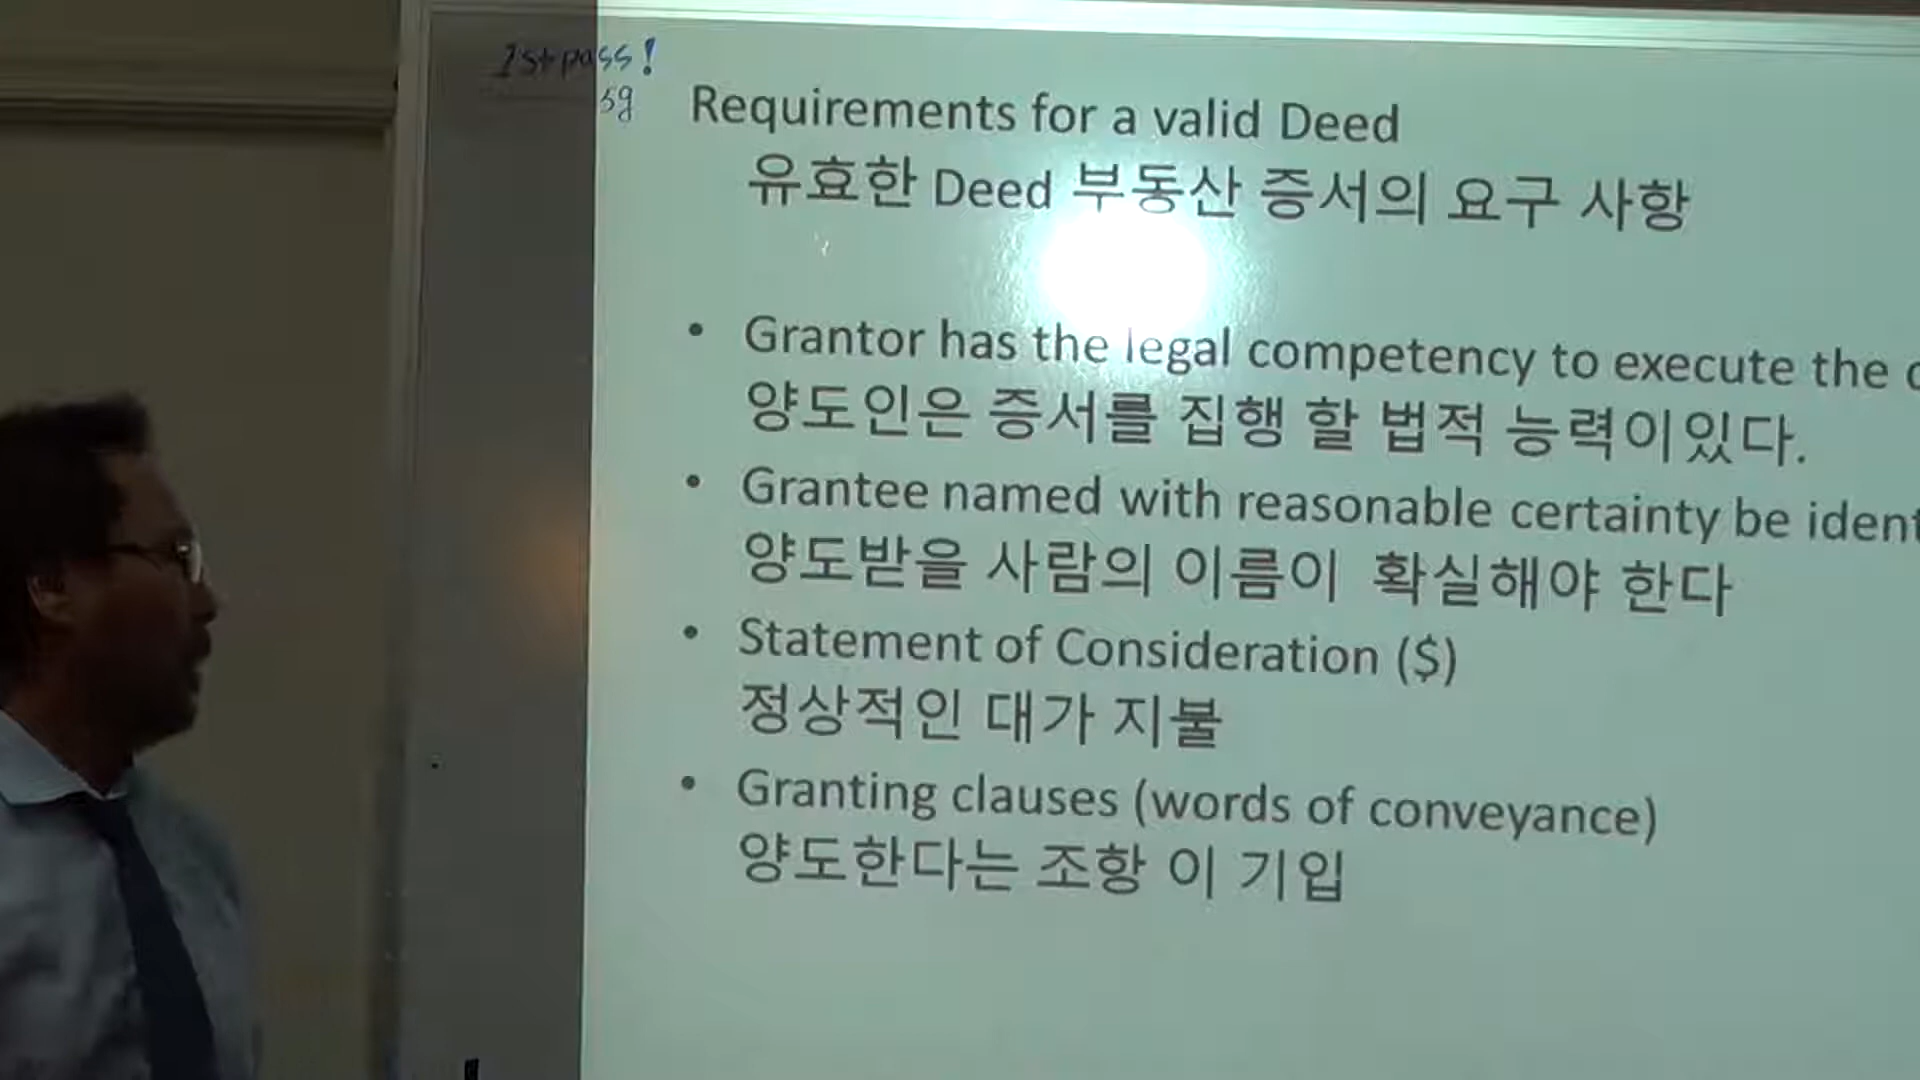 1st pass!
sg
Requirements for a valid Deed
유효한 Deed 부동산 증서의 요구 사항
• Grantor has the legal competency to execute the
양도인은 증서를 집행 할 법적 능력이있다.
• Grantee named with reasonable certainty be ident
양도받을 사람의 이름이 확실해야 한다
• Statement of Consideration ($)
정상적인 대가 지불
• Granting clauses (words of conveyance)
양도한다는 조항 이 기입